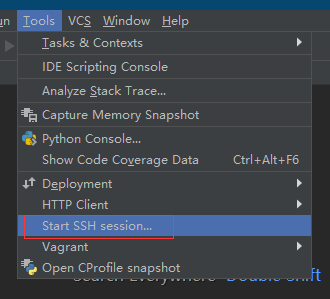 un Tools VCS Window Help
Tasks & Contexts
IDE Scripting Console
Analyze Stack Trace...
Capture Memory Snapshot
Python Console...
Show Code Coverage Data Ctrl+Alt+F6
Deployment
HTTP Client
Start SSH session...
Vagrant
Open CProfile snapshot
Search Everywhere Double Shift